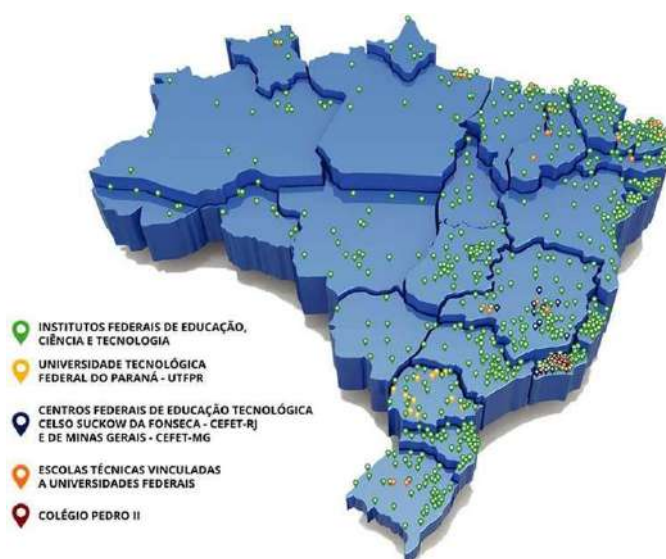 INSTITUTOS FEDERAIS DE EDUCAÇÃO,
CIÊNCIA E TECNOLOGIA
UNIVERSIDADE TECNOLÓGICA
FEDERAL DO PARANÁ - UTFPR
CENTROS FEDERAIS DE EDUCAÇÃO TECNOLÓGICA
CELSO SUCKOW DA FONSECA - CEFET-RJ
E DE MINAS GERAIS - CEFET-MG
ESCOLAS TÉCNICAS VINCULADAS
A UNIVERSIDADES FEDERAIS
COLÉGIO PEDRO II